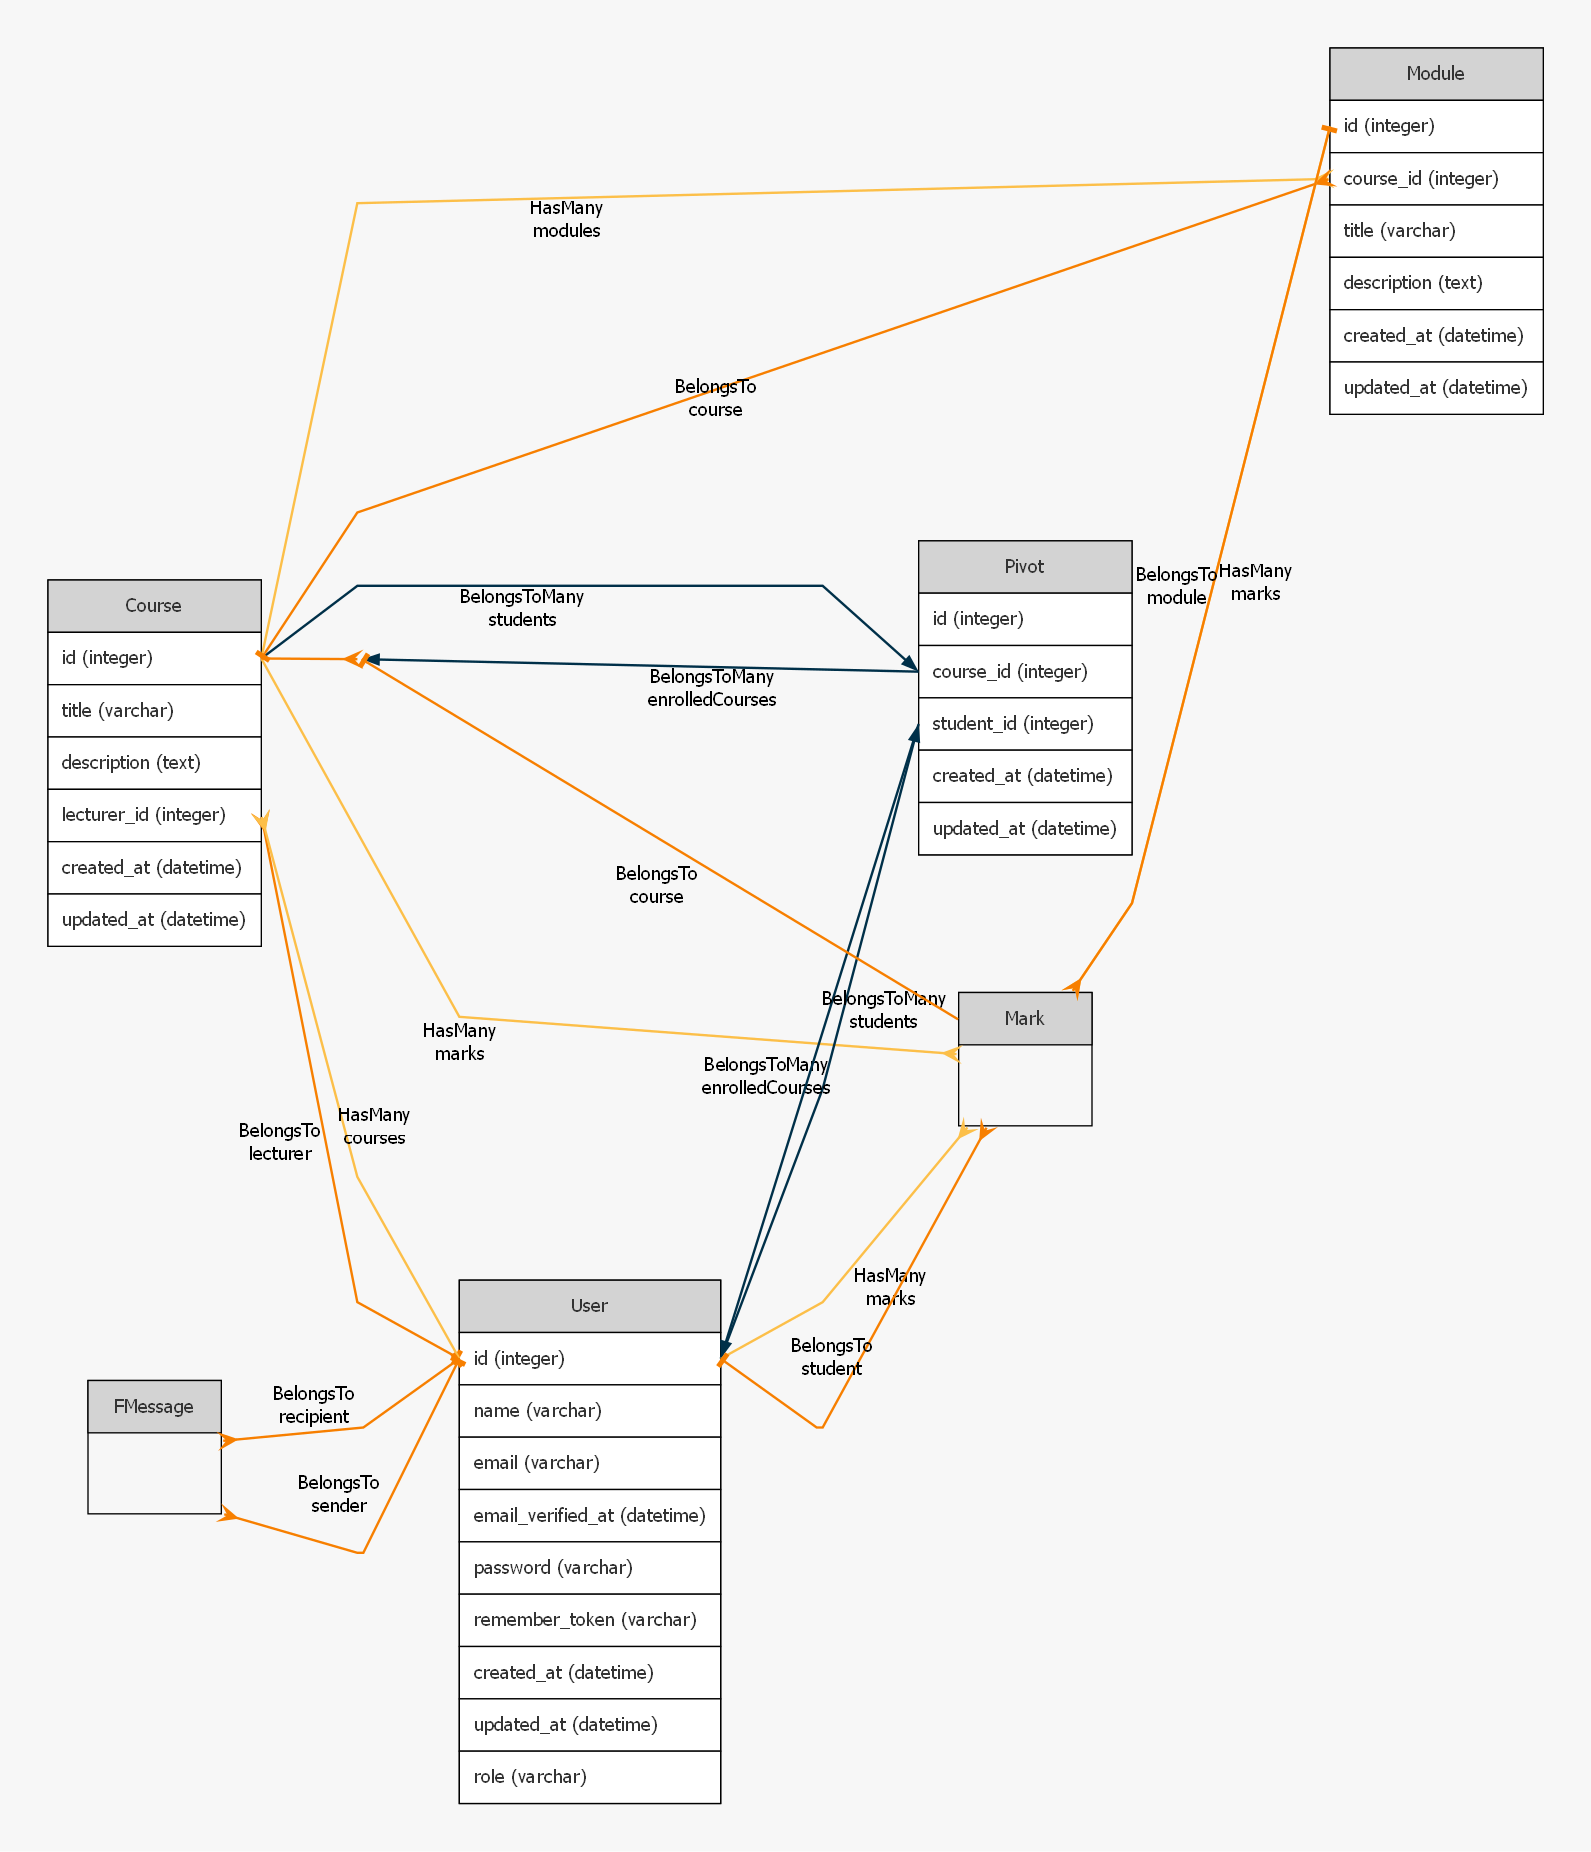 Module
id (integer)
course_id (integer)
title (varchar)
description (text)
created_at (datetime)
updated_at (datetime)
HasMany
modules
BelongsTo
course
Pivot
id (integer)
course_id (integer)
student_id (integer)
created_at (datetime)
updated_at (datetime)
BelongsTo
module
HasMany
marks
Course
id (integer)
title (varchar)
description (text)
lecturer_id (integer)
created_at (datetime)
updated_at (datetime)
BelongsToMany
students
BelongsToMany
enrolledCourses
BelongsTo
course
BelongsToMany
students
Mark
HasMany
marks
BelongsToMany
enrolledCourses
HasMany
courses
BelongsTo
lecturer
HasMany
marks
BelongsTo
student
User
id (integer)
name (varchar)
email (varchar)
email_verified_at (datetime)
password (varchar)
remember_token (varchar)
created_at (datetime)
updated_at (datetime)
role (varchar)
FMessage
BelongsTo
recipient
BelongsTo
sender